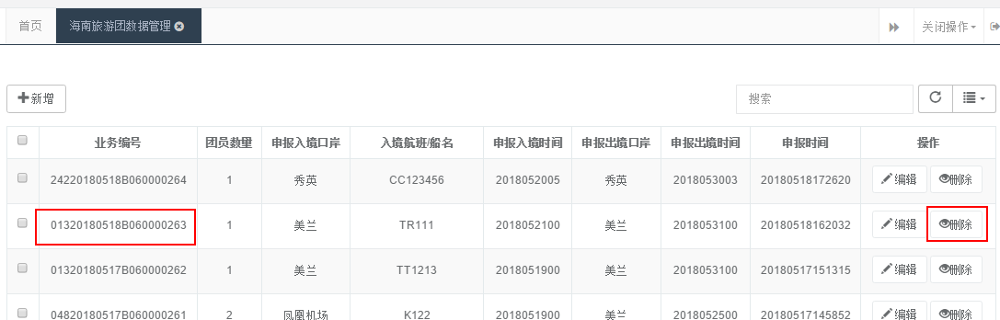 首页 海南旅游团数据管理 关闭操作
新增 搜索
业务编号 团员数量 申报入境口岸 入境航班/船名 申报入境时间 申报出境口岸 申报出境时间 申报时间 操作
24220180518B060000264 1 秀英 CC123456 2018052005 秀英 2018053003 20180518172620 编辑 删除
01320180518B060000263 1 美兰 TR111 2018052100 美兰 2018053100 20180518162032 编辑 删除
01320180517B060000262 1 美兰 TT1213 2018051900 美兰 2018053100 20180517151315 编辑 删除
04820180517B060000261 2 凤凰机场 K122 2018051900 美兰 2018052500 20180517145852 编辑 删除